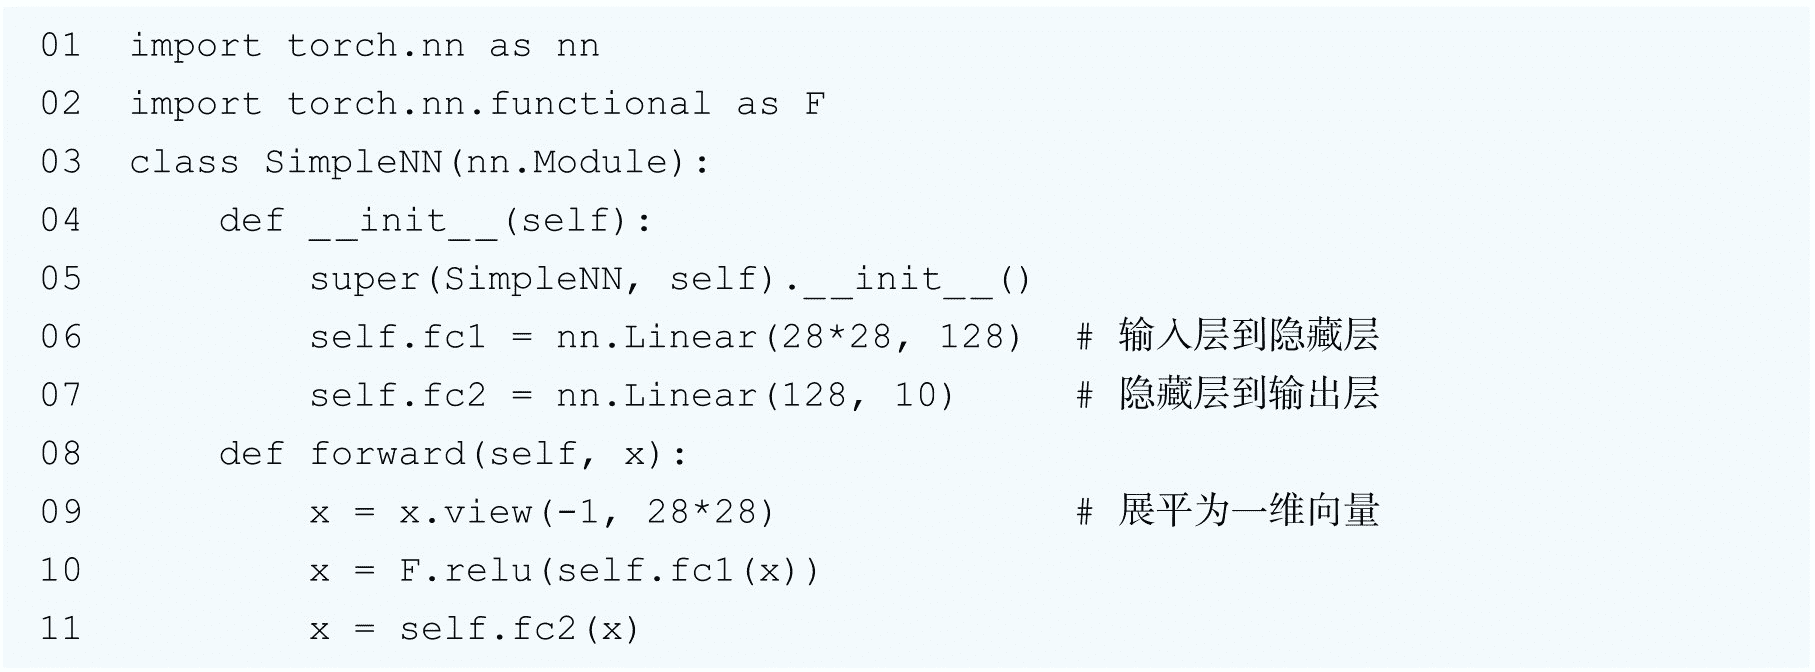 01  import torch.nn as nn
02  import torch.nn.functional as F
03  class SimpleNN(nn.Module):
04      def __init__(self):
05          super(SimpleNN, self).__init__()
06          self.fc1 = nn.Linear(28*28, 128)  # 输入层到隐藏层
07          self.fc2 = nn.Linear(128, 10)     # 隐藏层到输出层
08      def forward(self, x):
09          x = x.view(-1, 28*28)             # 展平为一维向量
10          x = F.relu(self.fc1(x))
11          x = self.fc2(x)